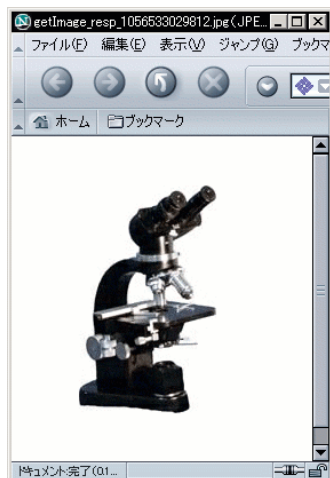 getImage_resp_1056533029812.jpg (JPE...
ファイル(F) 編集(E) 表示(V) ジャンプ(G) ブックマ
ホーム ブックマーク
ドキュメント: 完了 (0.1...